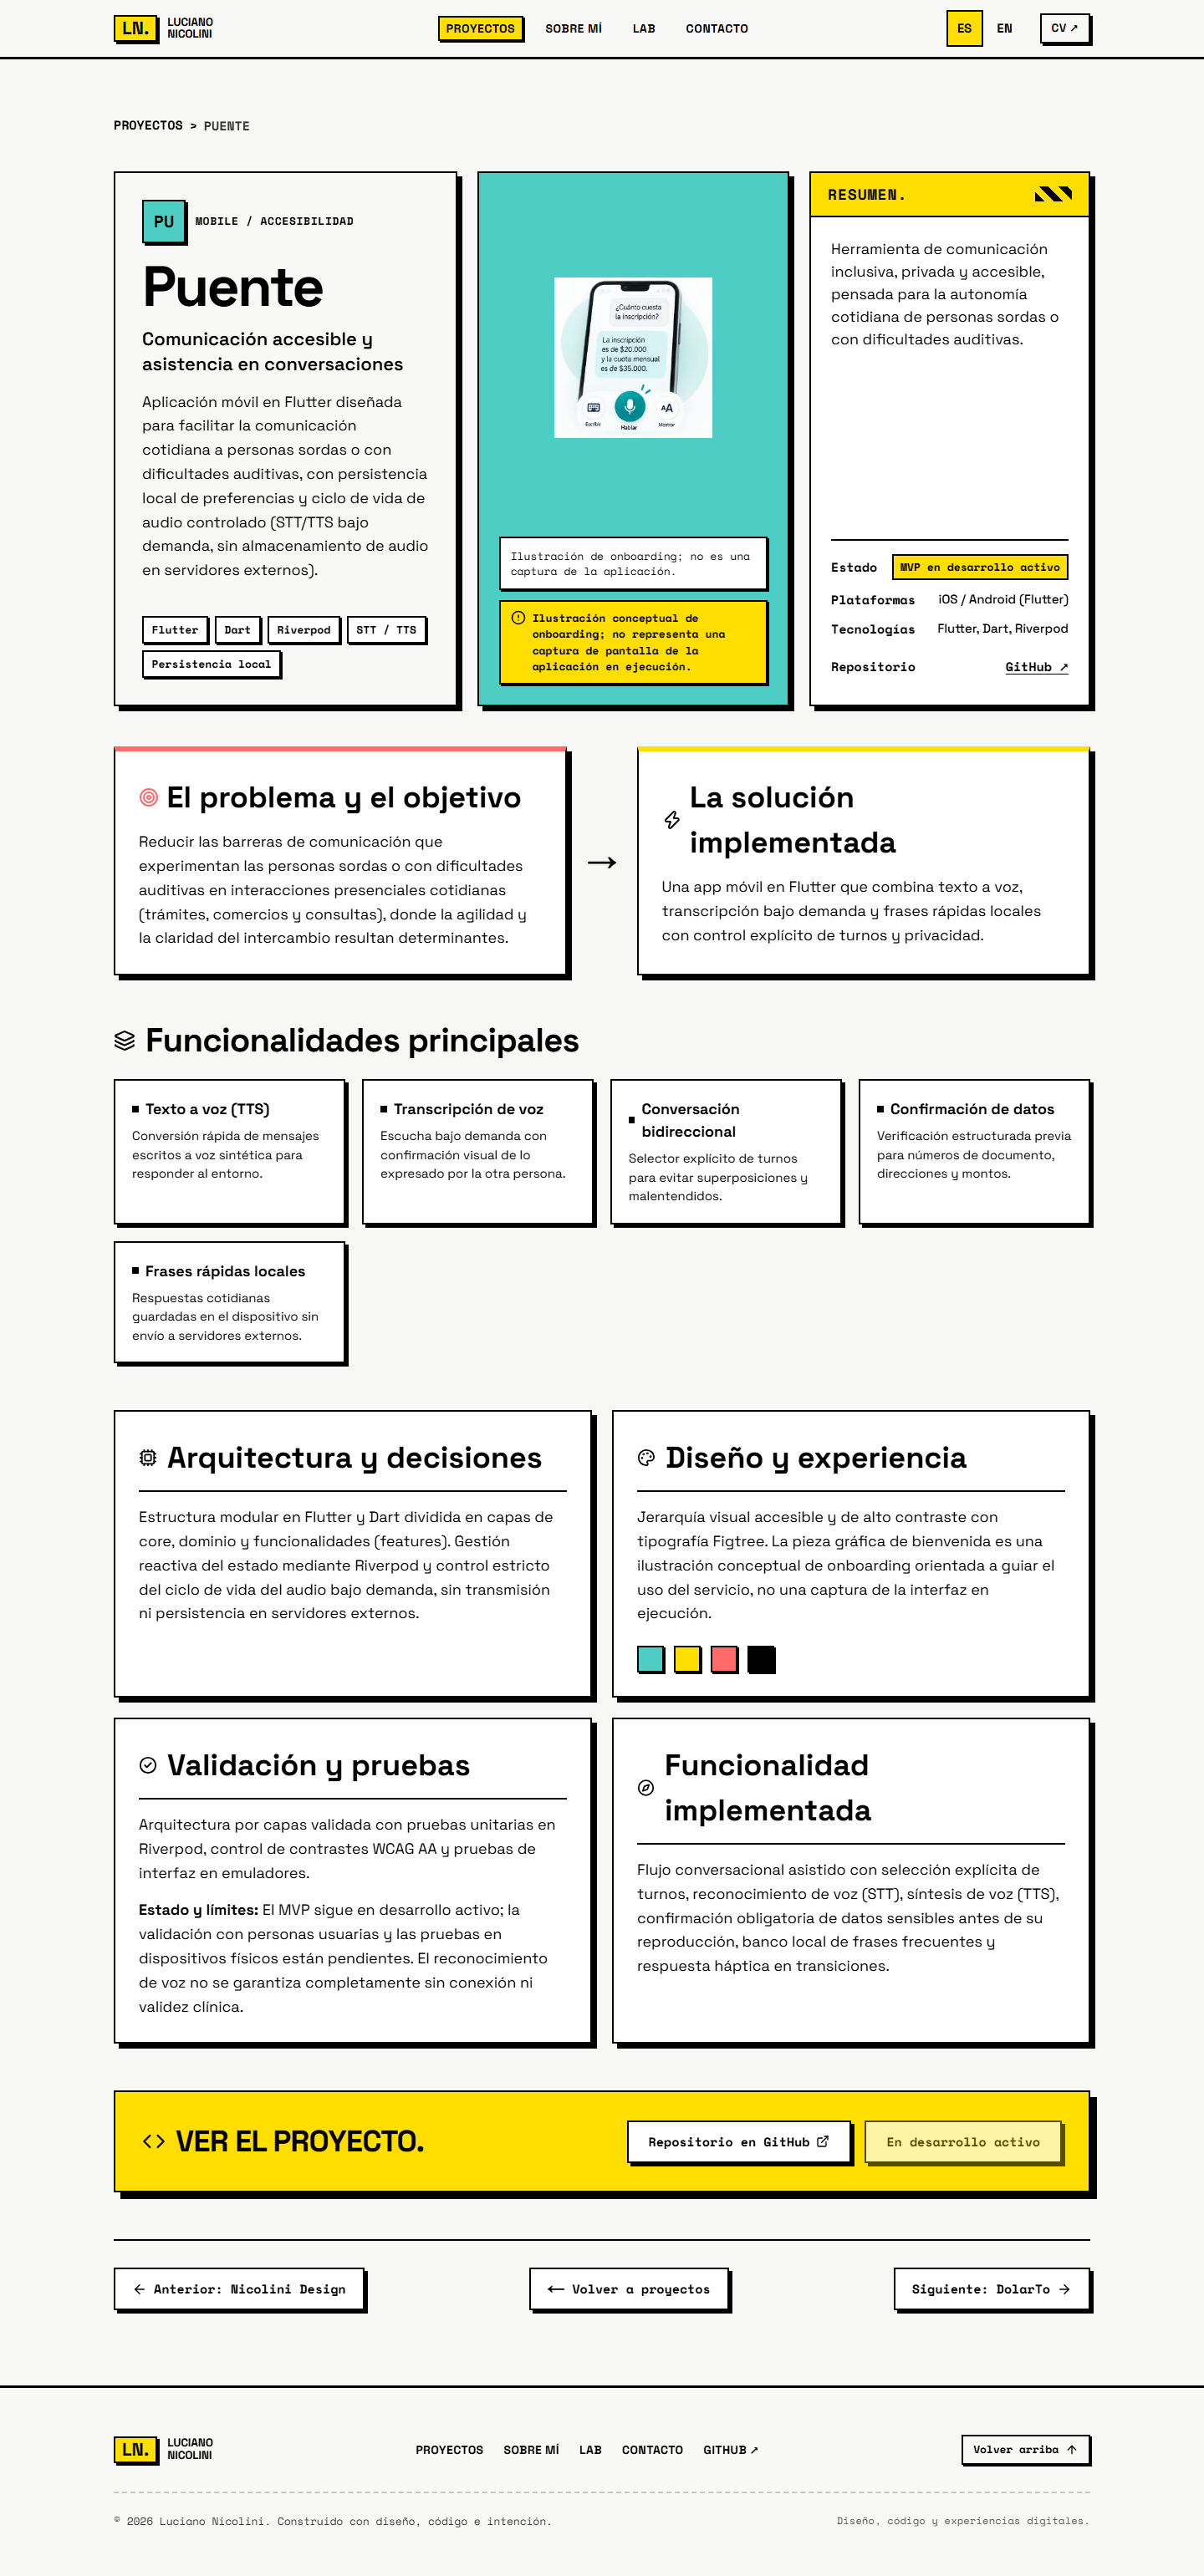 LN. LUCIANO NICOLINI
PROYECTOS SOBRE MÍ LAB CONTACTO
ES EN CV ↗
PROYECTOS > PUENTE
PU MOBILE / ACCESIBILIDAD
Puente
Comunicación accesible y
asistencia en conversaciones
Aplicación móvil en Flutter diseñada
para facilitar la comunicación
cotidiana a personas sordas o con
dificultades auditivas, con persistencia
local de preferencias y ciclo de vida de
audio controlado (STT/TTS bajo
demanda, sin almacenamiento de audio
en servidores externos).
Flutter Dart Riverpod STT / TTS
Persistencia local
¿Cuánto cuesta
la inscripción?
La inscripción
es de $20.000
y la cuota mensual
es de $35.000.
AA
Escribir Hablar Mostrar
Ilustración de onboarding; no es una
captura de la aplicación.
Ilustración conceptual de
onboarding; no representa una
captura de pantalla de la
aplicación en ejecución.
RESUMEN.
Herramienta de comunicación
inclusiva, privada y accesible,
pensada para la autonomía
cotidiana de personas sordas o
con dificultades auditivas.
Estado MVP en desarrollo activo
Plataformas iOS / Android (Flutter)
Tecnologías Flutter, Dart, Riverpod
Repositorio GitHub ↗
El problema y el objetivo
Reducir las barreras de comunicación que
experimentan las personas sordas o con dificultades
auditivas en interacciones presenciales cotidianas
(trámites, comercios y consultas), donde la agilidad y
la claridad del intercambio resultan determinantes.
→
La solución
implementada
Una app móvil en Flutter que combina texto a voz,
transcripción bajo demanda y frases rápidas locales
con control explícito de turnos y privacidad.
Funcionalidades principales
Texto a voz (TTS)
Conversión rápida de mensajes
escritos a voz sintética para
responder al entorno.
Transcripción de voz
Escucha bajo demanda con
confirmación visual de lo
expresado por la otra persona.
Conversación
bidireccional
Selector explícito de turnos
para evitar superposiciones y
malentendidos.
Confirmación de datos
Verificación estructurada previa
para números de documento,
direcciones y montos.
Frases rápidas locales
Respuestas cotidianas
guardadas en el dispositivo sin
envío a servidores externos.
Arquitectura y decisiones
Estructura modular en Flutter y Dart dividida en capas de
core, dominio y funcionalidades (features). Gestión
reactiva del estado mediante Riverpod y control estricto
del ciclo de vida del audio bajo demanda, sin transmisión
ni persistencia en servidores externos.
Diseño y experiencia
Jerarquía visual accesible y de alto contraste con
tipografía Figtree. La pieza gráfica de bienvenida es una
ilustración conceptual de onboarding orientada a guiar el
uso del servicio, no una captura de la interfaz en
ejecución.
Validación y pruebas
Arquitectura por capas validada con pruebas unitarias en
Riverpod, control de contrastes WCAG AA y pruebas de
interfaz en emuladores.
Estado y límites: El MVP sigue en desarrollo activo; la
validación con personas usuarias y las pruebas en
dispositivos físicos están pendientes. El reconocimiento
de voz no se garantiza completamente sin conexión ni
validez clínica.
Funcionalidad
implementada
Flujo conversacional asistido con selección explícita de
turnos, reconocimiento de voz (STT), síntesis de voz (TTS),
confirmación obligatoria de datos sensibles antes de su
reproducción, banco local de frases frecuentes y
respuesta háptica en transiciones.
VER EL PROYECTO.
Repositorio en GitHub En desarrollo activo
← Anterior: Nicolini Design
⟵ Volver a proyectos
Siguiente: DolarTo →
LN. LUCIANO NICOLINI
PROYECTOS SOBRE MÍ LAB CONTACTO GITHUB ↗
Volver arriba ↑
© 2026 Luciano Nicolini. Construido con diseño, código e intención.
Diseño, código y experiencias digitales.